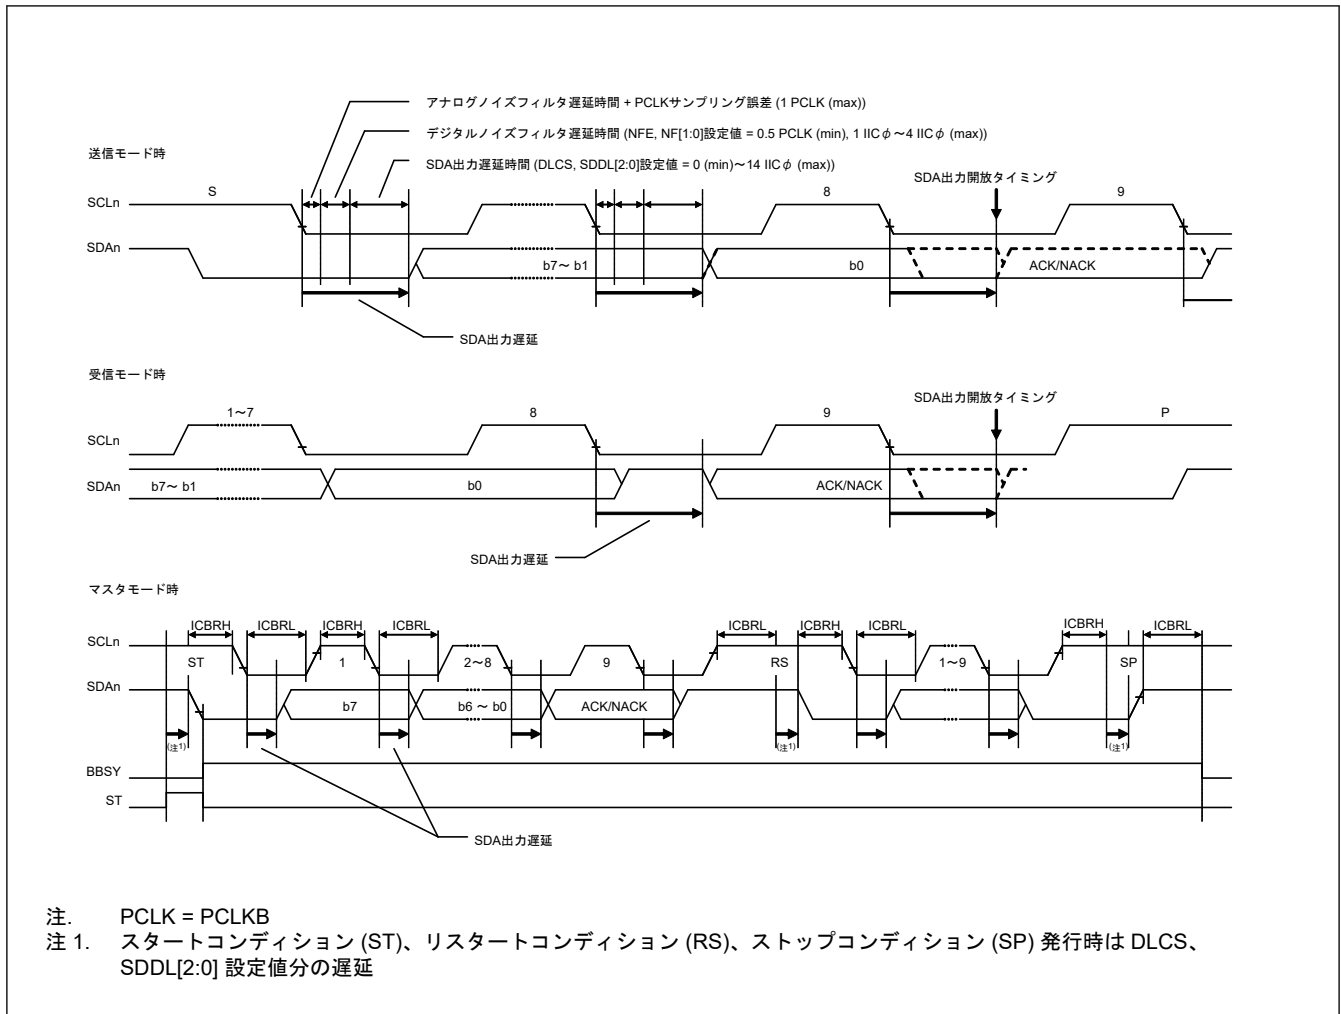 アナログノイズフィルタ遅延時間 + PCLKサンプリング誤差 (1 PCLK (max))
デジタルノイズフィルタ遅延時間 (NFE, NF[1:0]設定値 = 0.5 PCLK (min), 1 IICφ～4 IICφ (max))
送信モード時
SDA出力遅延時間 (DLCS, SDDL[2:0]設定値 = 0 (min)～14 IICφ (max))
SDA出力開放タイミング
S 8 9
SCLn
SDAn
b7～ b1 b0 ACK/NACK
SDA出力遅延
受信モード時
SDA出力開放タイミング
1～7 8 9 P
SCLn
SDAn b7～ b1 b0 ACK/NACK
SDA出力遅延
マスタモード時
ICBRH ICBRL ICBRH ICBRL ICBRL ICBRH ICBRL ICBRH ICBRL
SCLn
ST 1 2～8 9 RS 1～9 SP
SDAn
b7 b6 ～ b0 ACK/NACK
(注1) (注1) (注1)
BBSY
ST
SDA出力遅延
注. PCLK = PCLKB
注 1. スタートコンディション (ST)、リスタートコンディション (RS)、ストップコンディション (SP) 発行時は DLCS、
SDDL[2:0] 設定値分の遅延